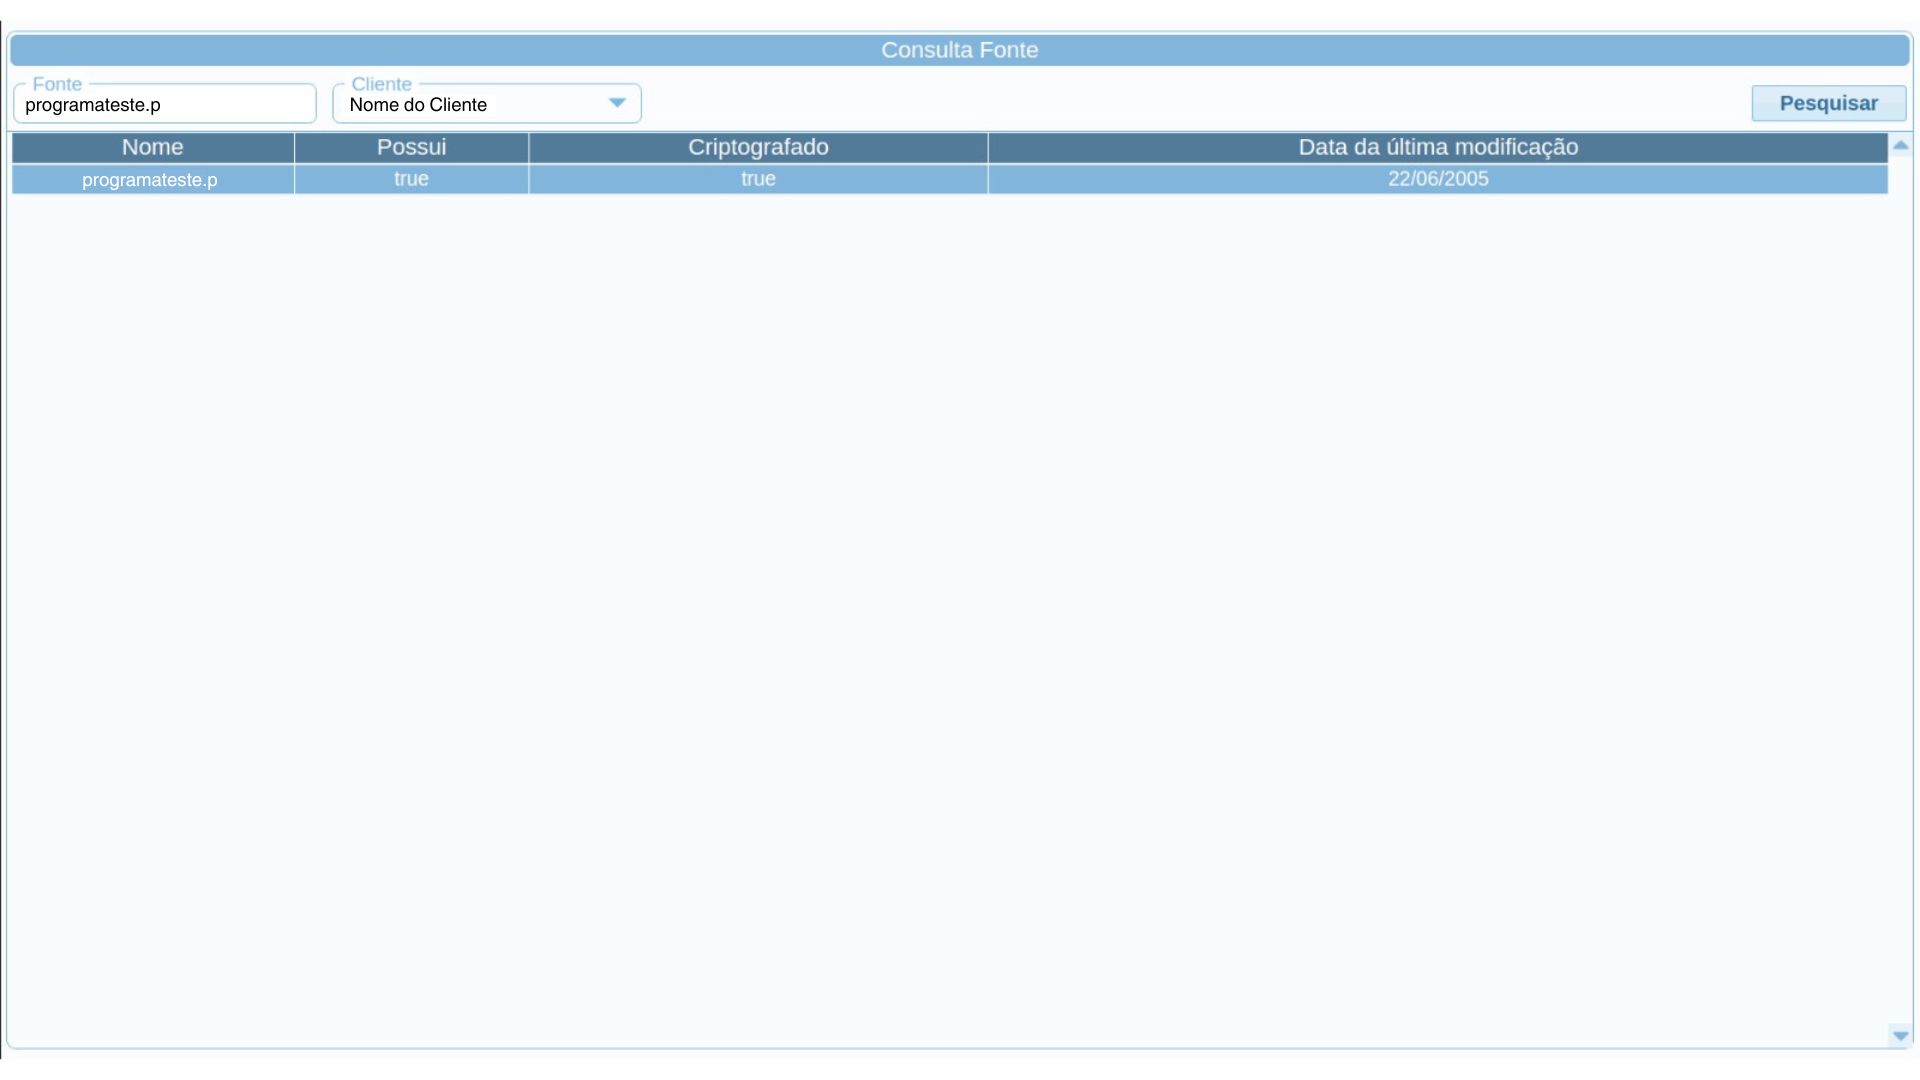 Consulta Fonte
Fonte
programateste.p
Cliente
Nome do Cliente
Pesquisar
Nome Possui Criptografado Data da última modificação
programateste.p true true 22/06/2005